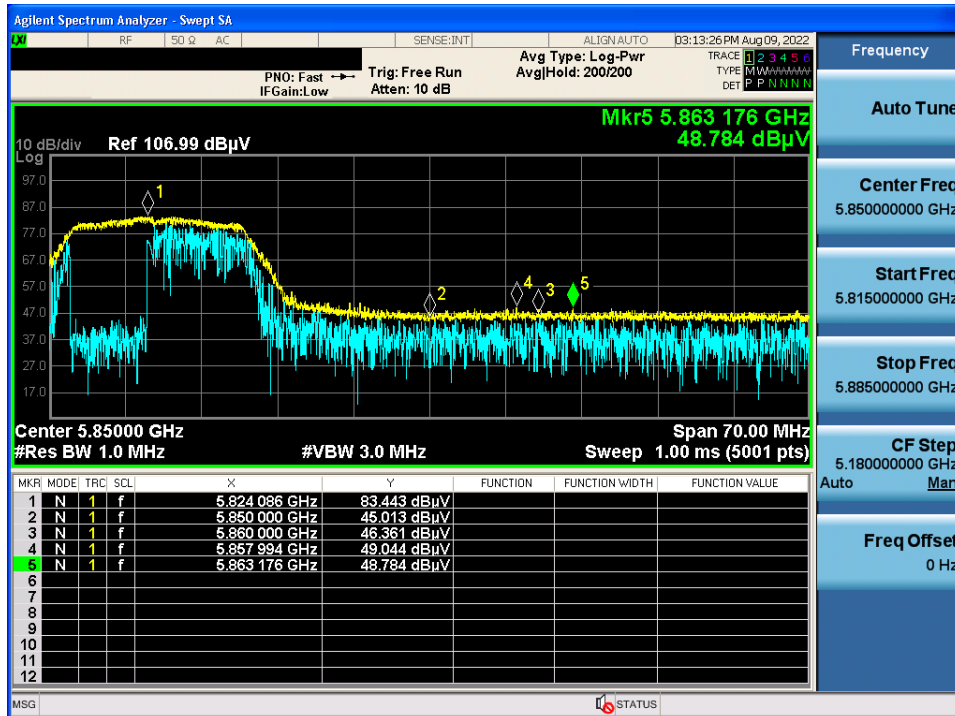 Agilent Spectrum Analyzer - Swept SA
LXI RF 50 Ω AC SENSE:INT ALIGN AUTO 03:13:26 PM Aug 09, 2022
PNO: Fast Trig: Free Run Avg Type: Log-Pwr TRACE 1 2 3 4 5 6
IFGain:Low Atten: 10 dB Avg|Hold: 200/200 TYPE M W W W W W
DET P P N N N N
Mkr5 5.863 176 GHz
48.784 dBµV
10 dB/div Ref 106.99 dBµV
Log
97.0
87.0
77.0
67.0
57.0
47.0
37.0
27.0
17.0
1
2
4
3
5
Center 5.85000 GHz Span 70.00 MHz
#Res BW 1.0 MHz #VBW 3.0 MHz Sweep 1.00 ms (5001 pts)
MKR MODE TRC SCL X Y FUNCTION FUNCTION WIDTH FUNCTION VALUE
1 N 1 f 5.824 086 GHz 83.443 dBµV
2 N 1 f 5.850 000 GHz 45.013 dBµV
3 N 1 f 5.860 000 GHz 46.361 dBµV
4 N 1 f 5.857 994 GHz 49.044 dBµV
5 N 1 f 5.863 176 GHz 48.784 dBµV
6
7
8
9
10
11
12
MSG STATUS
Frequency
Auto Tune
Center Freq
5.850000000 GHz
Start Freq
5.815000000 GHz
Stop Freq
5.885000000 GHz
CF Step
5.180000000 GHz
Auto Man
Freq Offset
0 Hz